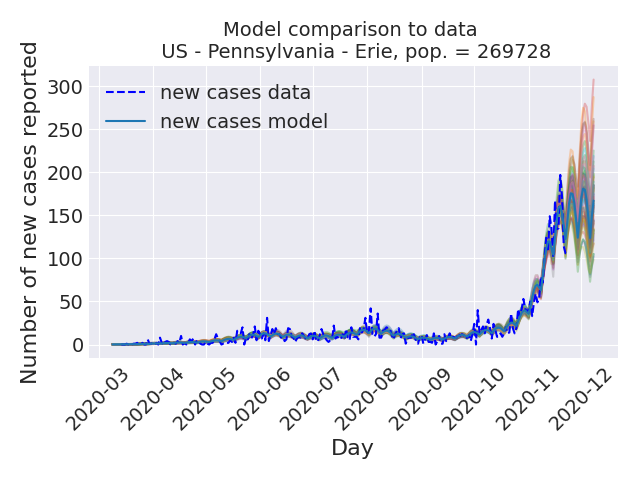 Model comparison to data
US - Pennsylvania - Erie, pop. = 269728
Number of new cases reported
300
250
200
150
100
50
0
new cases data
new cases model
2020-03
2020-04
2020-05
2020-06
2020-07
2020-08
2020-09
2020-10
2020-11
2020-12
Day